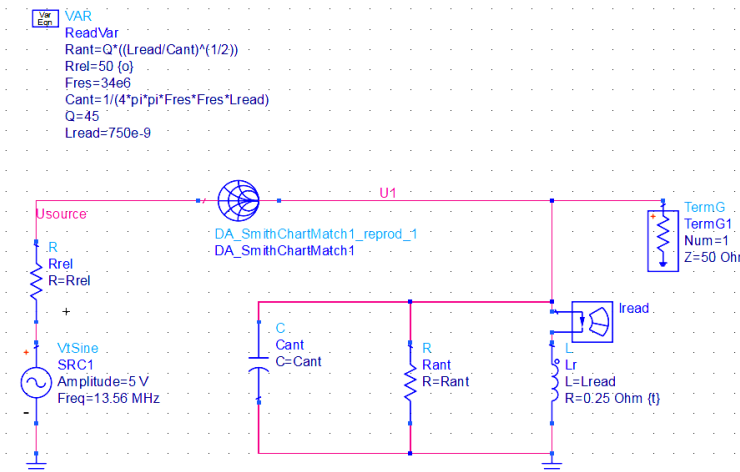 Var
Eqn
VAR
ReadVar
Rant=Q*((Lread/Cant)^(1/2))
Rrel=50 {o}
Fres=34e6
Cant=1/(4*pi*pi*Fres*Fres*Lread)
Q=45
Lread=750e-9
Usource
U1
DA_SmithChartMatch1_reprod_1
DA_SmithChartMatch1
TermG
TermG1
Num=1
Z=50 Ohm
R
Rrel
R=Rrel
+
VtSine
SRC1
Amplitude=5 V
Freq=13.56 MHz
-
C
Cant
C=Cant
R
Rant
R=Rant
Iread
L
Lr
L=Lread
R=0.25 Ohm {t}